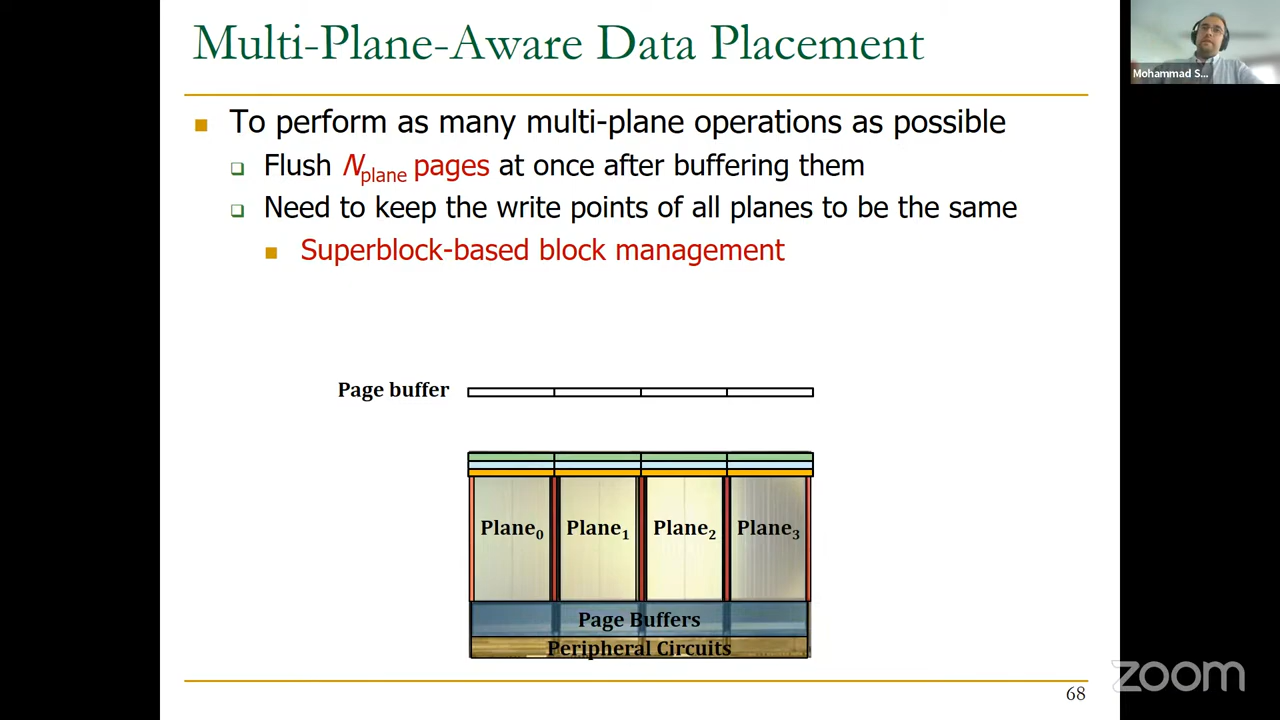 Multi-Plane-Aware Data Placement
Mohammad S...
To perform as many multi-plane operations as possible
Flush Nplane pages at once after buffering them
Need to keep the write points of all planes to be the same
Superblock-based block management
Page buffer
Plane0 Plane1 Plane2 Plane3
Page Buffers
Peripheral Circuits
zoom
68